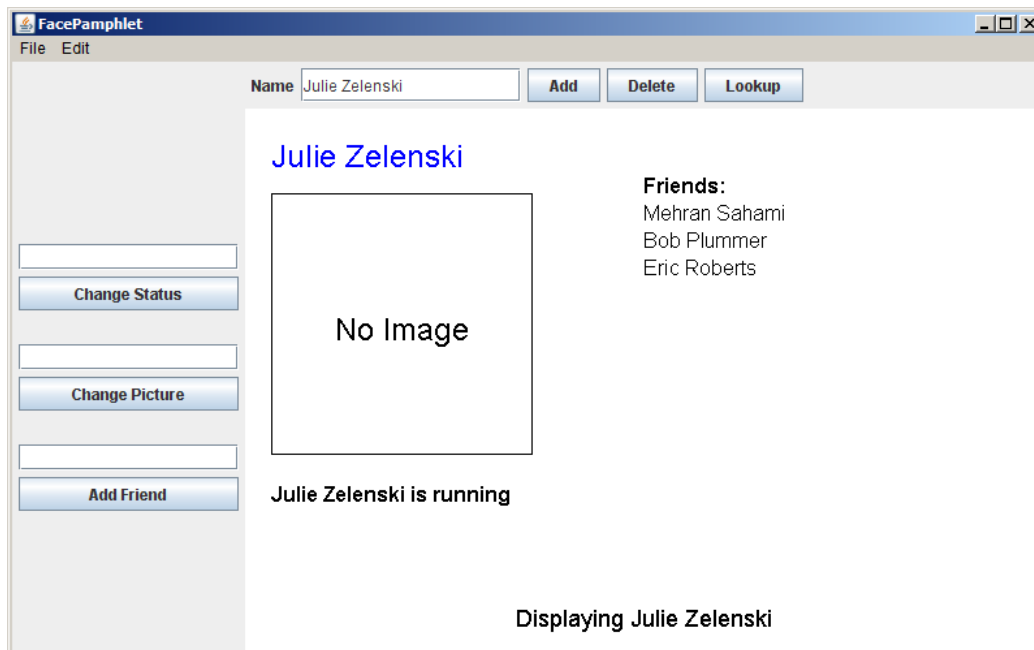 FacePamphlet
File Edit
Name Julie Zelenski Add Delete Lookup
Julie Zelenski
Friends:
Mehran Sahami
Bob Plummer
Eric Roberts
Change Status
No Image
Change Picture
Add Friend
Julie Zelenski is running
Displaying Julie Zelenski